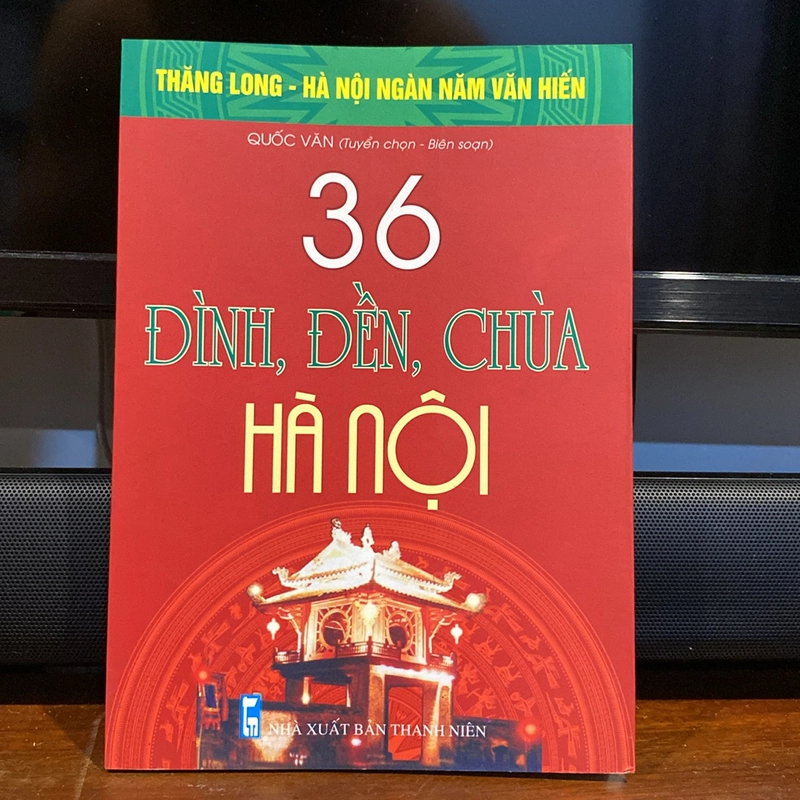 THĂNG LONG - HÀ NỘI NGÀN NĂM VĂN HIẾN
QUỐC VĂN (Tuyển chọn - Biên soạn)
36
ĐÌNH, ĐỀN, CHÙA
HÀ NỘI
NHÀ XUẤT BẢN THANH NIÊN